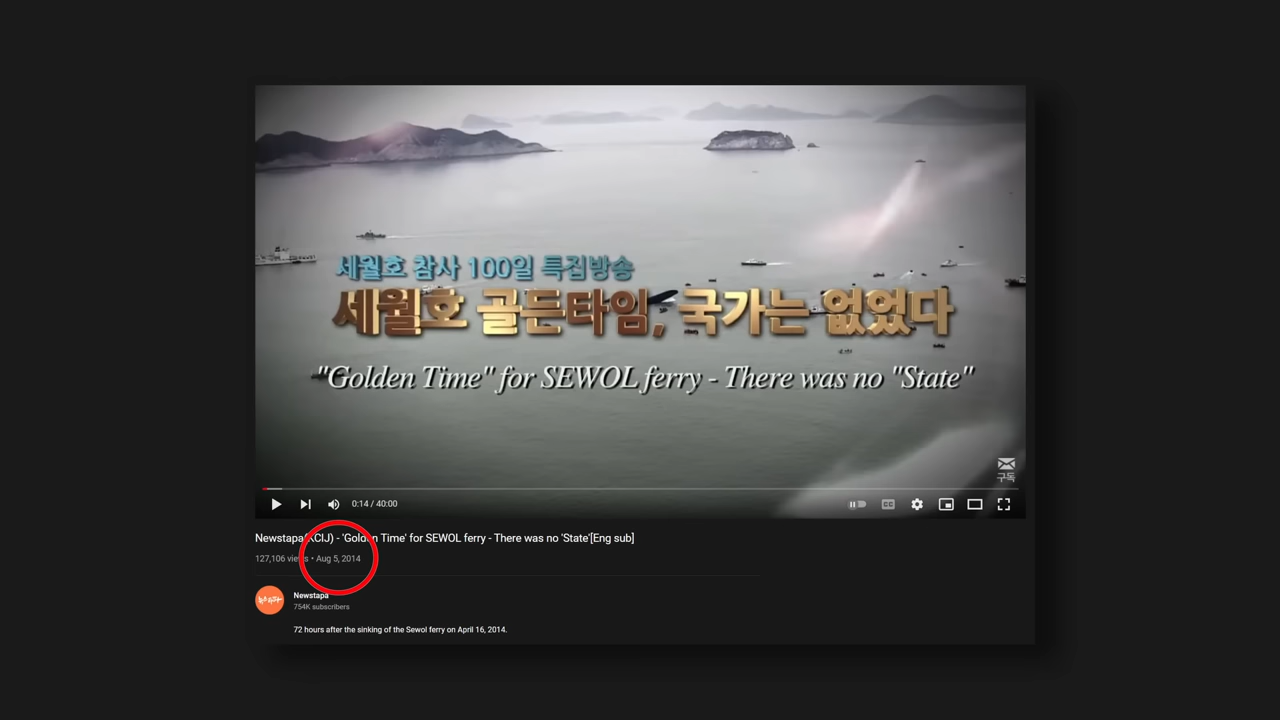 세월호 참사 100일 특집방송
세월호 골든타임, 국가는 없었다
"Golden Time" for SEWOL ferry - There was no "State"
구독
0:14 / 40:00
CC
Newstapa(KCIJ) - 'Golden Time' for SEWOL ferry - There was no 'State'[Eng sub]
127,106 views • Aug 5, 2014
Newstapa
754K subscribers
72 hours after the sinking of the Sewol ferry on April 16, 2014.